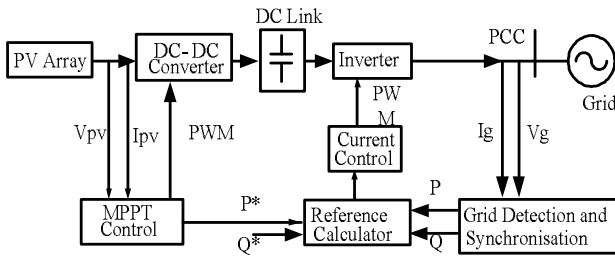 DC Link
PCC
PV Array
DC-DC
Converter
Inverter
Grid
Vpv
Ipv
PWM
PW
M
Ig
Vg
Current
Control
MPPT
Control
P*
Q*
Reference
Calculator
P
Q
Grid Detection and
Synchronisation